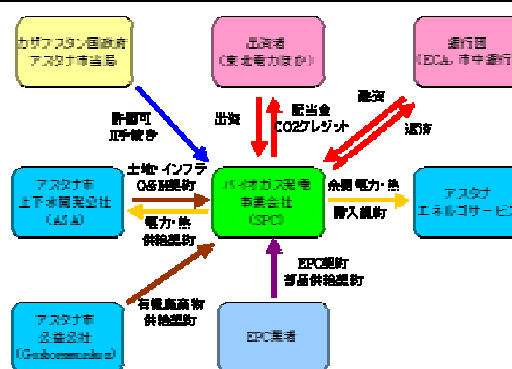 カザフスタン国政府
アスタナ市当局
出資者
(東北電力ほか)
銀行団
(ECA, 市中銀行
許認可
JI手続き
出資
配当金
CO2クレジット
融資
返済
アスタナ市
上下水関発会社
(ASA)
土地・インフラ
O&M契約
電力・熱
供給契約
バイオガス発電
事業会社
(SPC)
余剰電力・熱
購入契約
アスタナ
エネルゴサービス
有機廃棄物
供給契約
EPC契約
部品供給契約
アスタナ市
公益公社
EPC業者